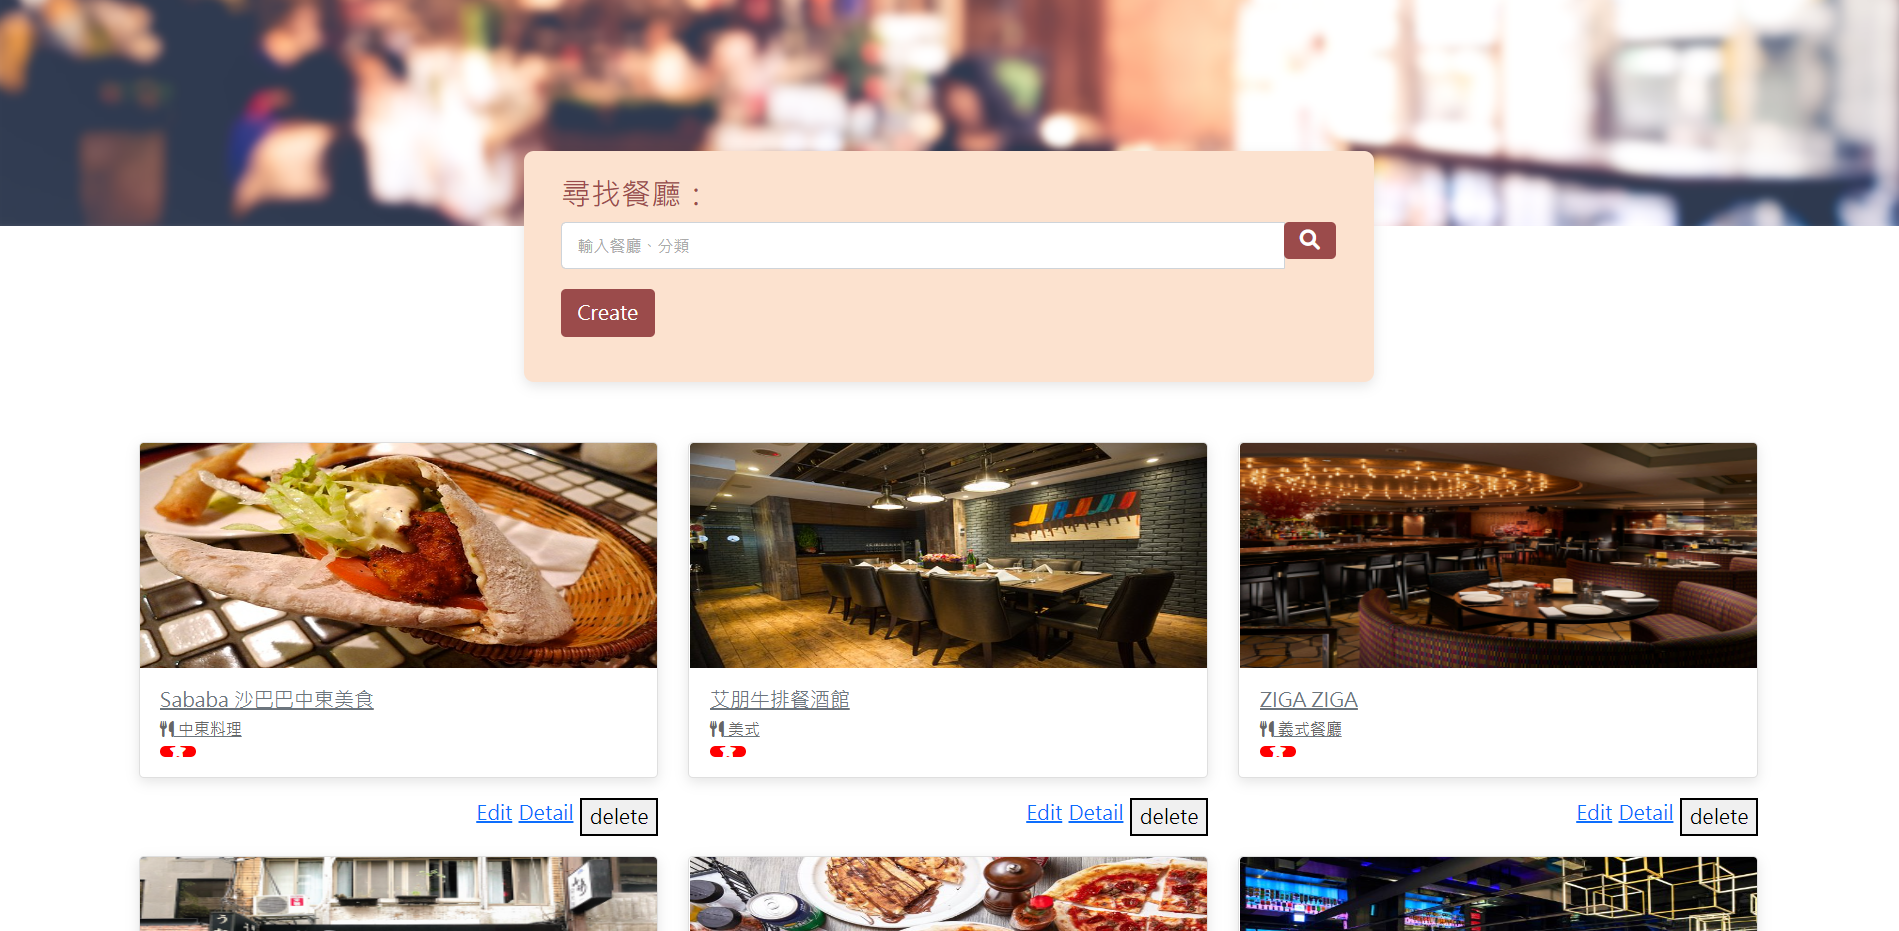 尋找餐廳：
輸入餐廳、分類
Create
Sababa 沙巴巴中東美食
中東料理
Edit Detail delete
艾朋牛排餐酒館
美式
Edit Detail delete
ZIGA ZIGA
義式餐廳
Edit Detail delete